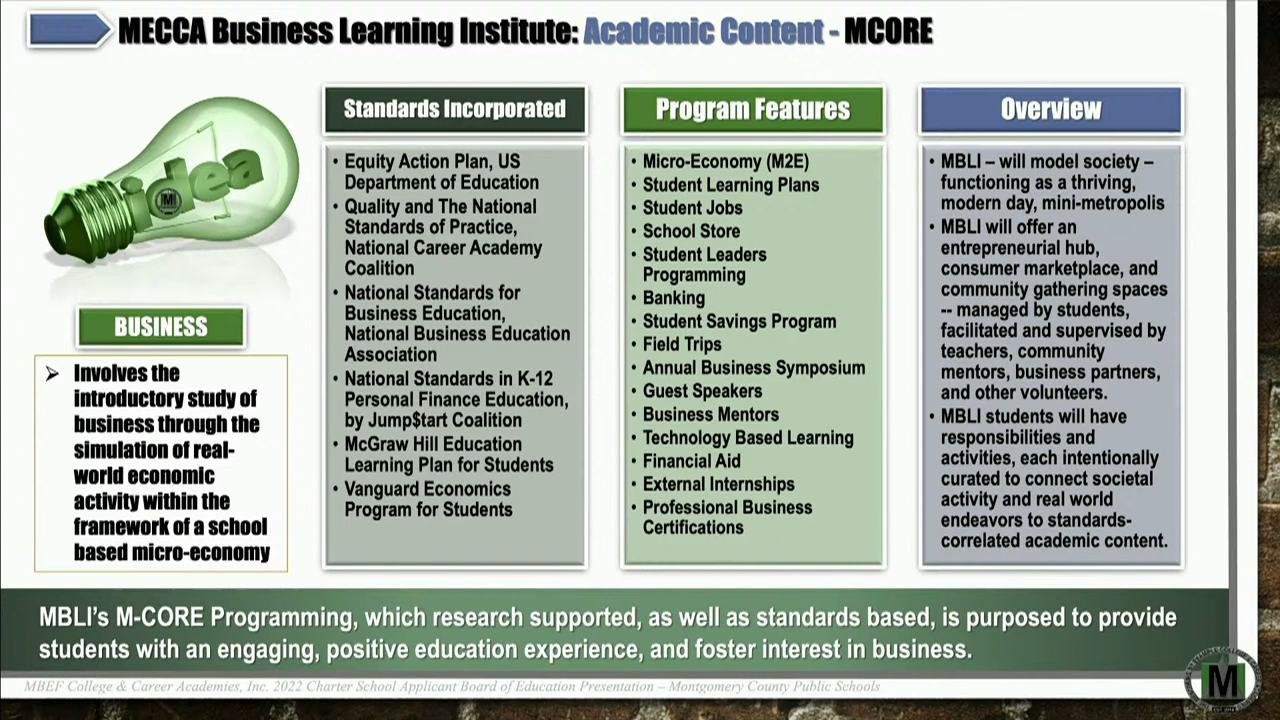 MECCA Business Learning Institute: Academic Content - MCORE
idea
M
BUSINESS
Involves the
introductory study of
business through the
simulation of real-
world economic
activity within the
framework of a school
based micro-economy
Standards Incorporated
• Equity Action Plan, US
Department of Education
• Quality and The National
Standards of Practice,
National Career Academy
Coalition
• National Standards for
Business Education,
National Business Education
Association
• National Standards in K-12
Personal Finance Education,
by Jump$tart Coalition
• McGraw Hill Education
Learning Plan for Students
• Vanguard Economics
Program for Students
Program Features
• Micro-Economy (M2E)
• Student Learning Plans
• Student Jobs
• School Store
• Student Leaders
Programming
• Banking
• Student Savings Program
• Field Trips
• Annual Business Symposium
• Guest Speakers
• Business Mentors
• Technology Based Learning
• Financial Aid
• External Internships
• Professional Business
Certifications
Overview
• MBLI – will model society –
functioning as a thriving,
modern day, mini-metropolis
• MBLI will offer an
entrepreneurial hub,
consumer marketplace, and
community gathering spaces
-- managed by students,
facilitated and supervised by
teachers, community
mentors, business partners,
and other volunteers.
• MBLI students will have
responsibilities and
activities, each intentionally
curated to connect societal
activity and real world
endeavors to standards-
correlated academic content.
MBLI's M-CORE Programming, which research supported, as well as standards based, is purposed to provide
students with an engaging, positive education experience, and foster interest in business.
MBEF College & Career Academies, Inc. 2022 Charter School Applicant Board of Education Presentation – Montgomery County Public Schools
M